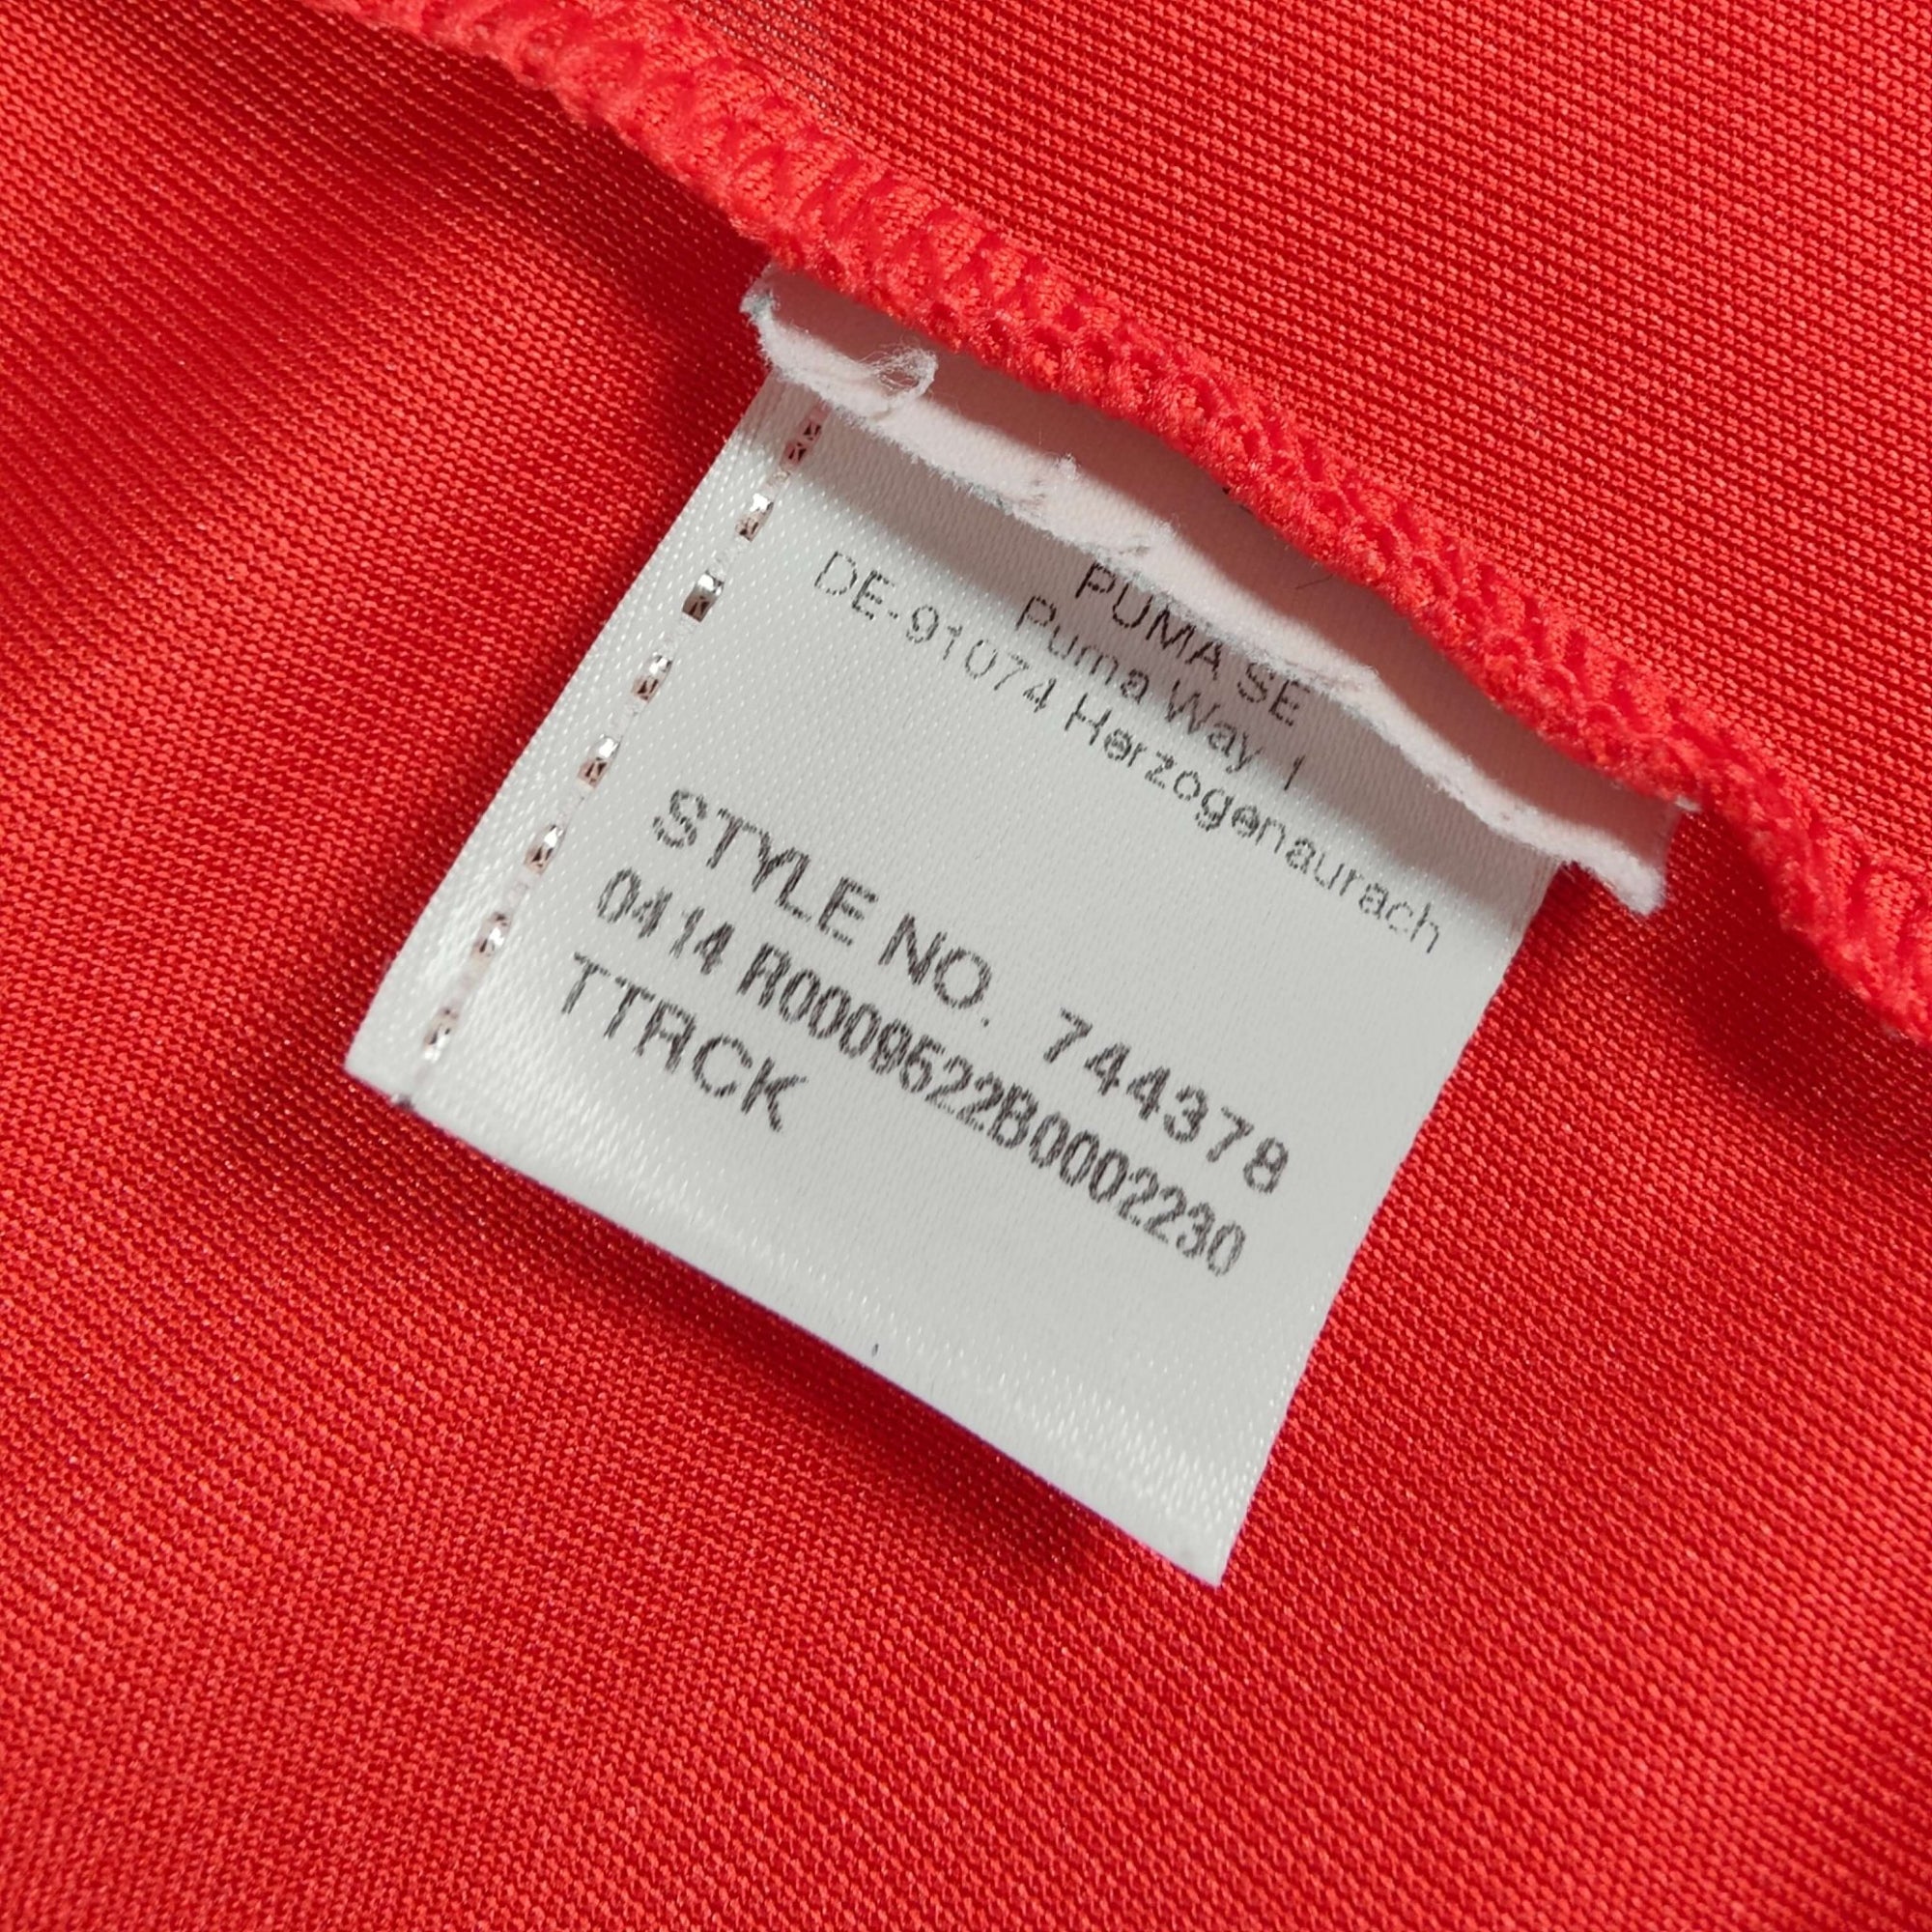 PUMA SE
Puma Way 1
DE-91074 Herzogenaurach
STYLE NO. 744378
0414 R0009522B0002230
TTRCK